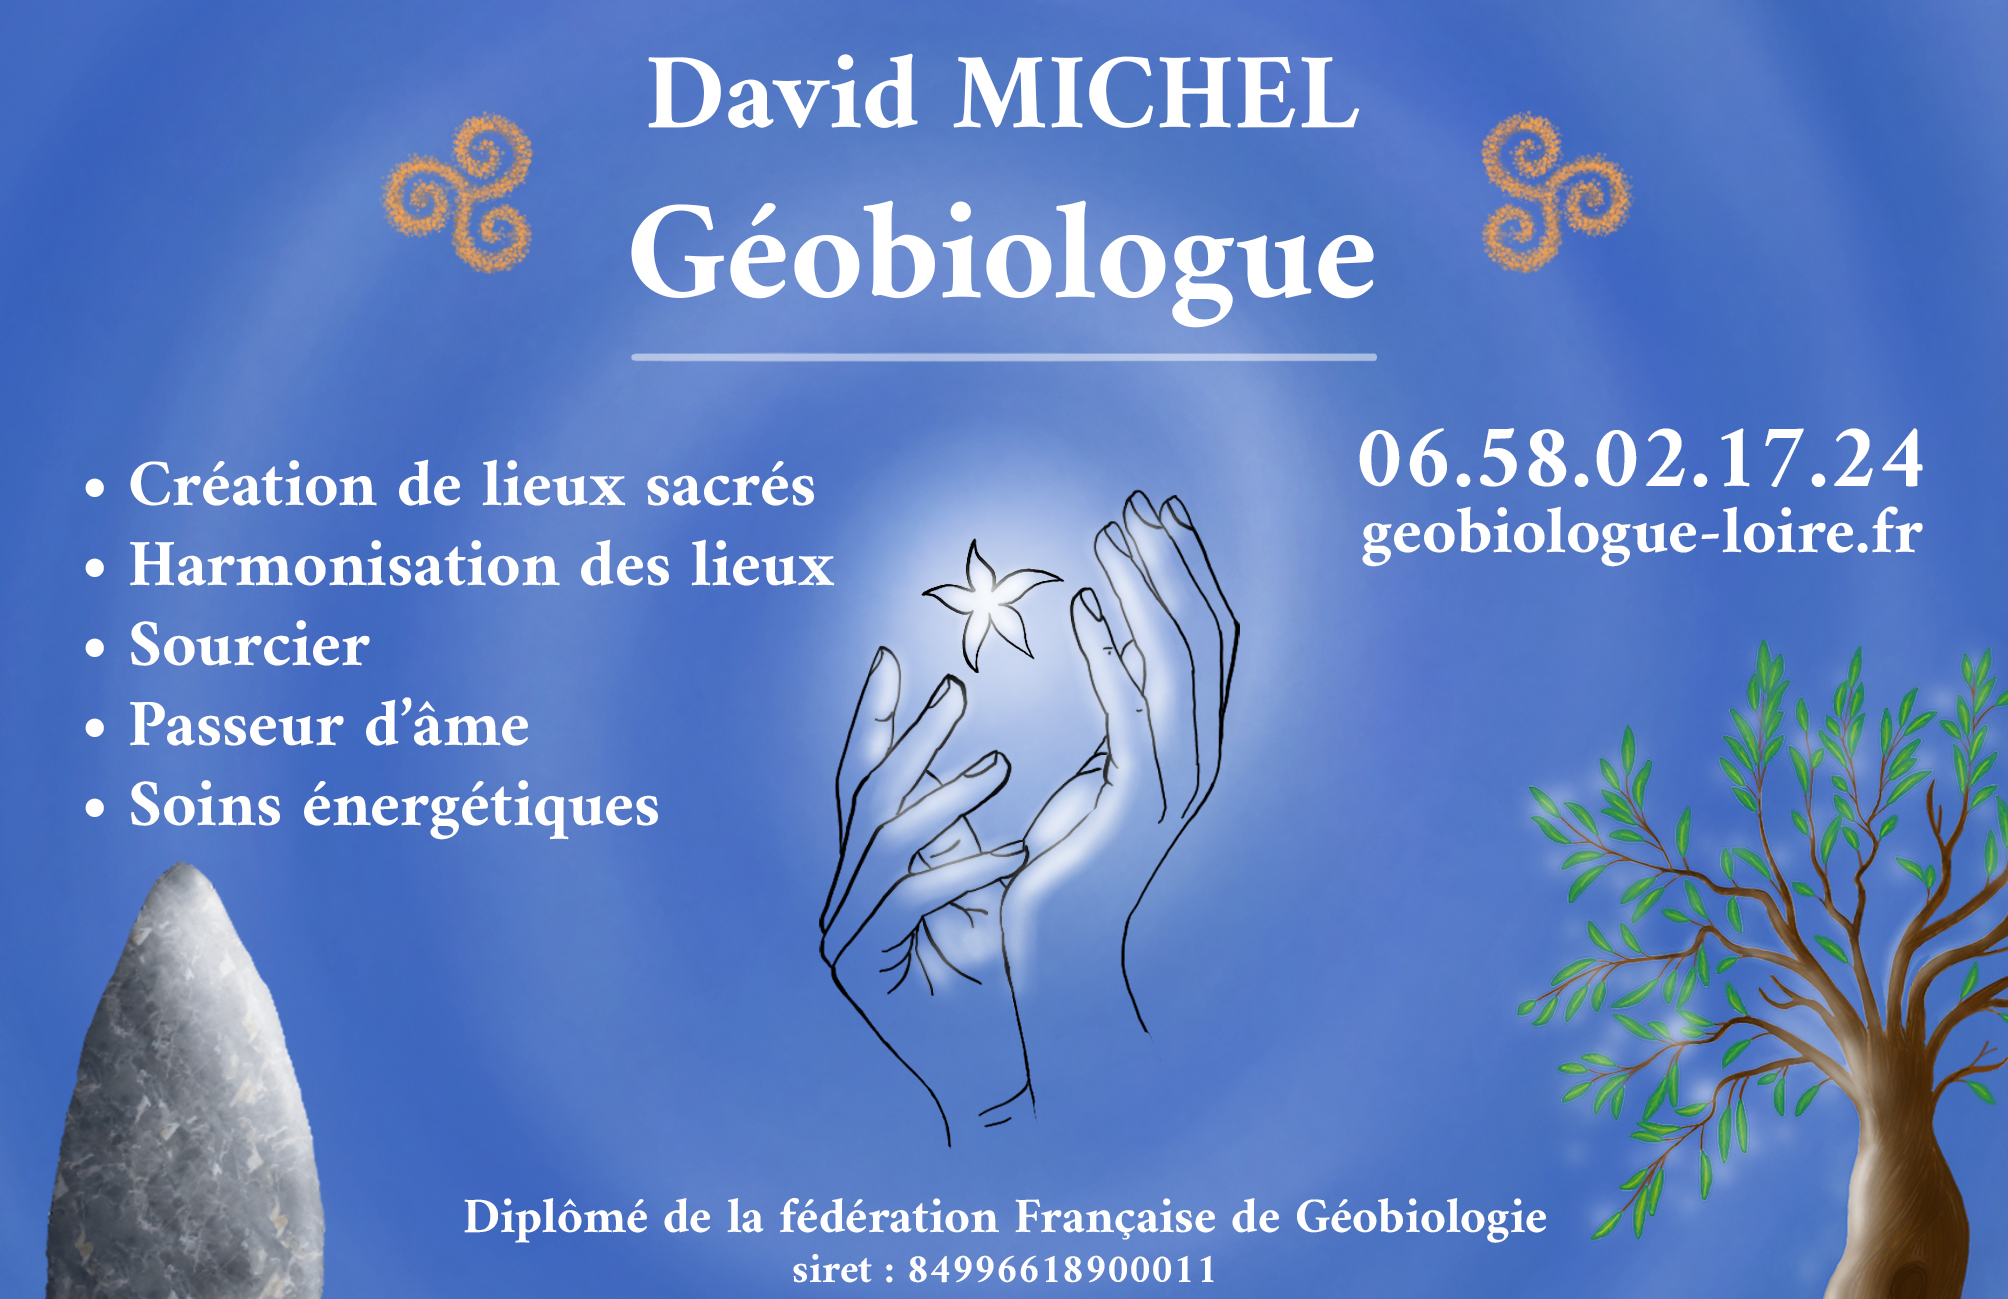 David MICHEL
Géobiologue
• Création de lieux sacrés
• Harmonisation des lieux
• Sourcier
• Passeur d’âme
• Soins énergétiques
06.58.02.17.24
geobiologue-loire.fr
Diplômé de la fédération Française de Géobiologie
siret : 84996618900011